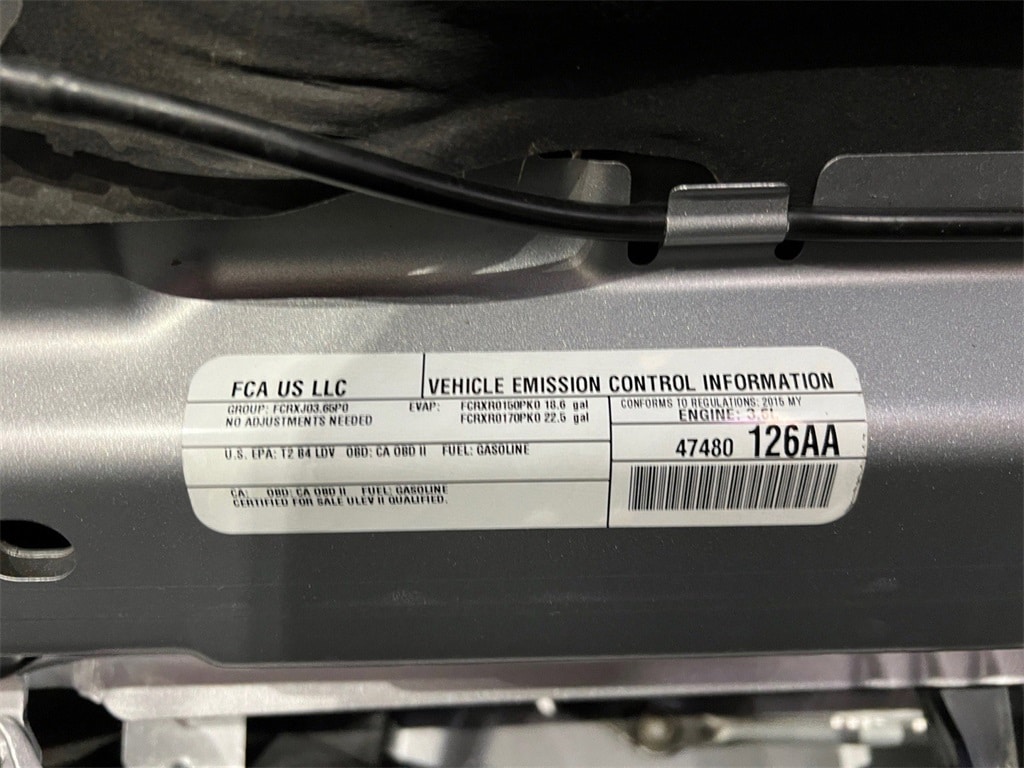 FCA US LLC
VEHICLE EMISSION CONTROL INFORMATION
GROUP: FCRXJ03.65P0
NO ADJUSTMENTS NEEDED
EVAP: FCRXR0150PK0 18.6 gal
FCRXR0170PK0 22.5 gal
CONFORMS TO REGULATIONS: 2015 MY
ENGINE: 3.6L
47480 126AA
U.S. EPA: T2 B4 LDV OBD: CA OBD II FUEL: GASOLINE
CA: OBD: CA OBD II FUEL: GASOLINE
CERTIFIED FOR SALE ULEV II QUALIFIED.